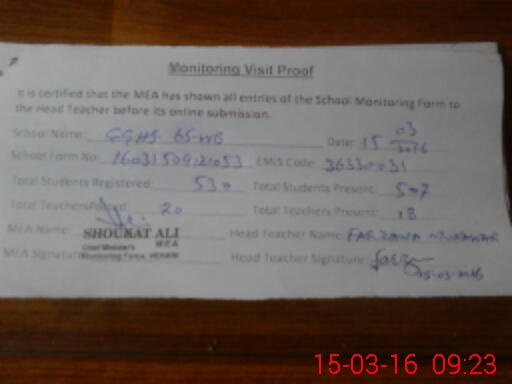 Monitoring Visit Proof
It is certified that the MEA has shown all entries of the School Monitoring Form to
the Head Teacher before its online submission.
School Name: GGHS 65-WB Date: 15 03 2016
School Form No: 16031509121053 EMIS Code: 36330031
Total Students Registered: 530 Total Students Present: 507
Total Teachers Posted: 20 Total Teachers Present: 18
MEA Name: SHOUKAT ALI Head Teacher Name: FARZANA MUNAWAR
MEA
Chief Minister's
MEA Signature Monitoring Force, VEHARI Head Teacher Signature:
15-03-2016
15-03-16 09:23